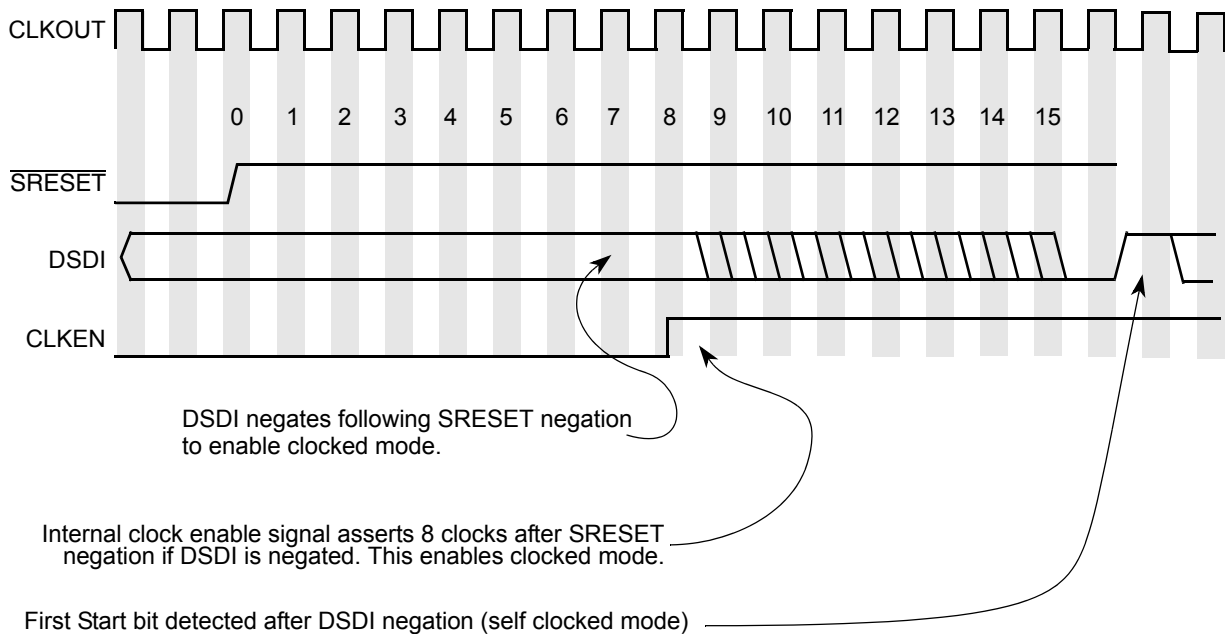 CLKOUT
0 1 2 3 4 5 6 7 8 9 10 11 12 13 14 15
SRESET
DSDI
CLKEN
DSDI negates following SRESET negation
to enable clocked mode.
Internal clock enable signal asserts 8 clocks after SRESET
negation if DSDI is negated. This enables clocked mode.
First Start bit detected after DSDI negation (self clocked mode)